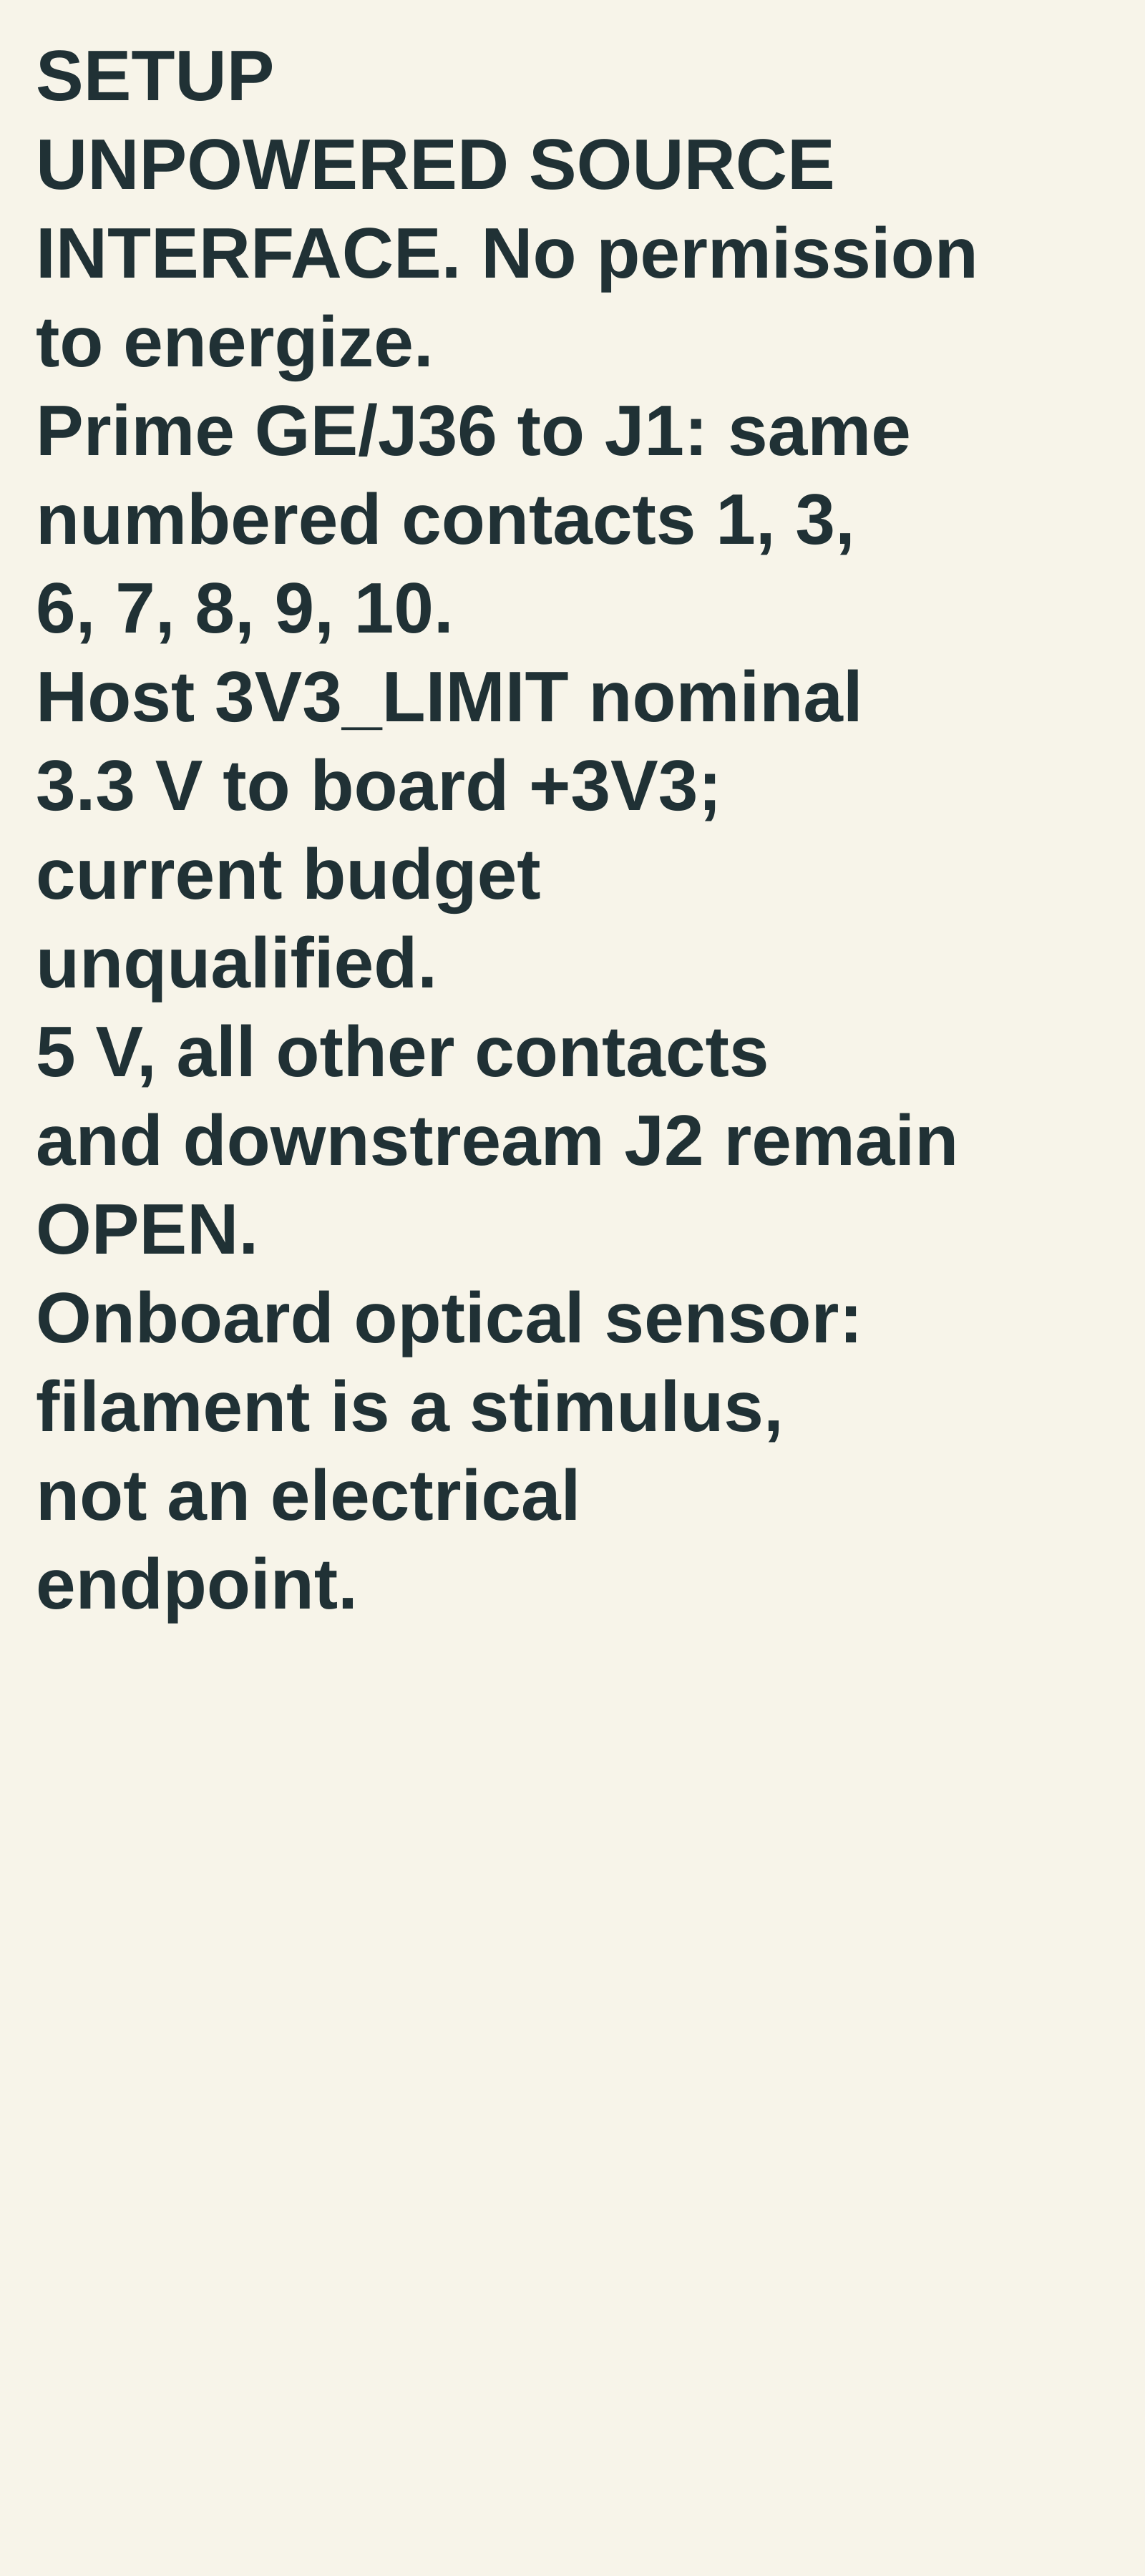 SETUP
UNPOWERED SOURCE
INTERFACE. No permission
to energize.
Prime GE/J36 to J1: same
numbered contacts 1, 3,
6, 7, 8, 9, 10.
Host 3V3_LIMIT nominal
3.3 V to board +3V3;
current budget
unqualified.
5 V, all other contacts
and downstream J2 remain
OPEN.
Onboard optical sensor:
filament is a stimulus,
not an electrical
endpoint.